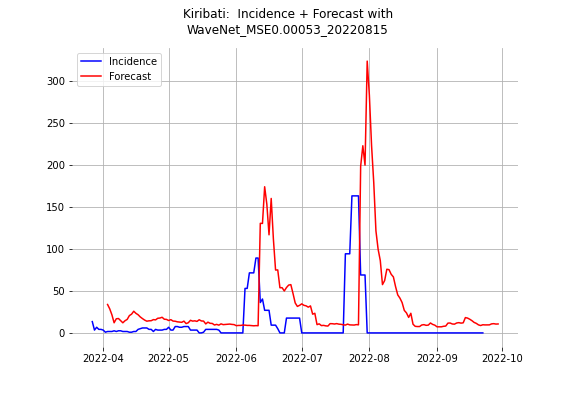 Kiribati:  Incidence + Forecast with
WaveNet_MSE0.00053_20220815
Incidence
Forecast
300
250
200
150
100
50
0
2022-04 2022-05 2022-06 2022-07 2022-08 2022-09 2022-10